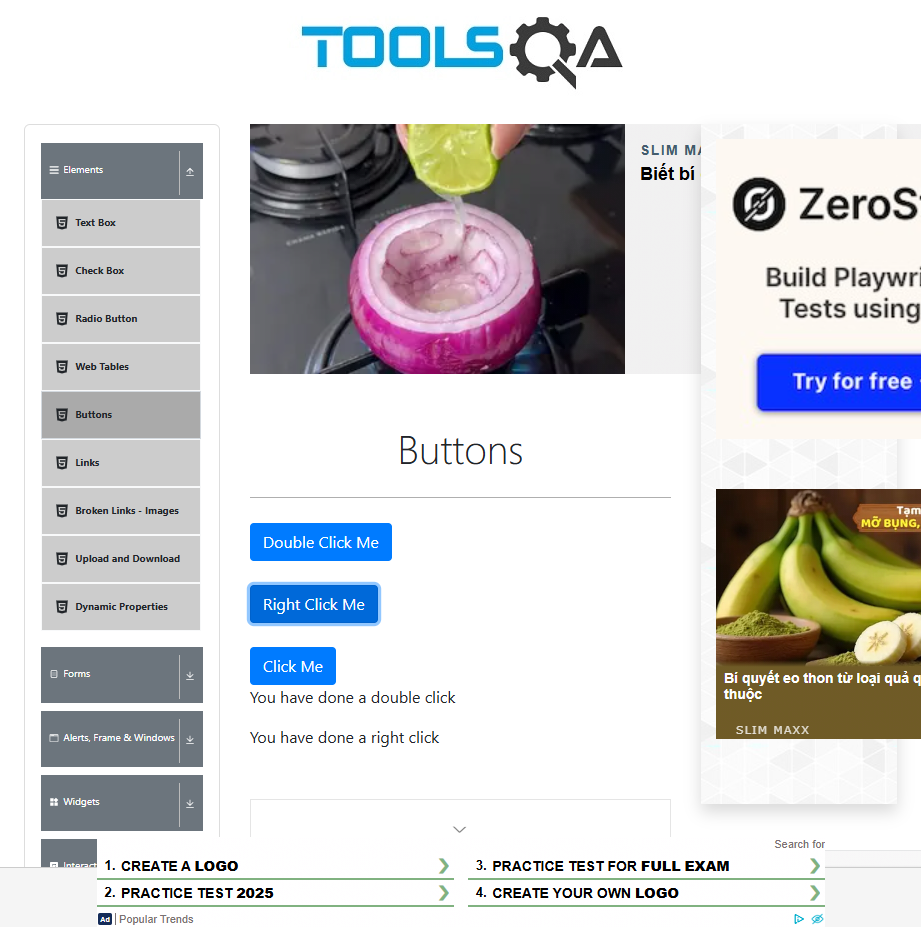 TOOLSQA
Elements
Text Box
Check Box
Radio Button
Web Tables
Buttons
Links
Broken Links - Images
Upload and Download
Dynamic Properties
Forms
Alerts, Frame & Windows
Widgets
Interact
SLIM MA
Biết bí
Buttons
Double Click Me
Right Click Me
Click Me
You have done a double click
You have done a right click
ZeroS
Build Playwri
Tests using
Try for free
Tạm
MỠ BỤNG,
Bí quyết eo thon từ loại quả q
thuộc
SLIM MAXX
Search for
1. CREATE A LOGO
2. PRACTICE TEST 2025
3. PRACTICE TEST FOR FULL EXAM
4. CREATE YOUR OWN LOGO
Ad | Popular Trends